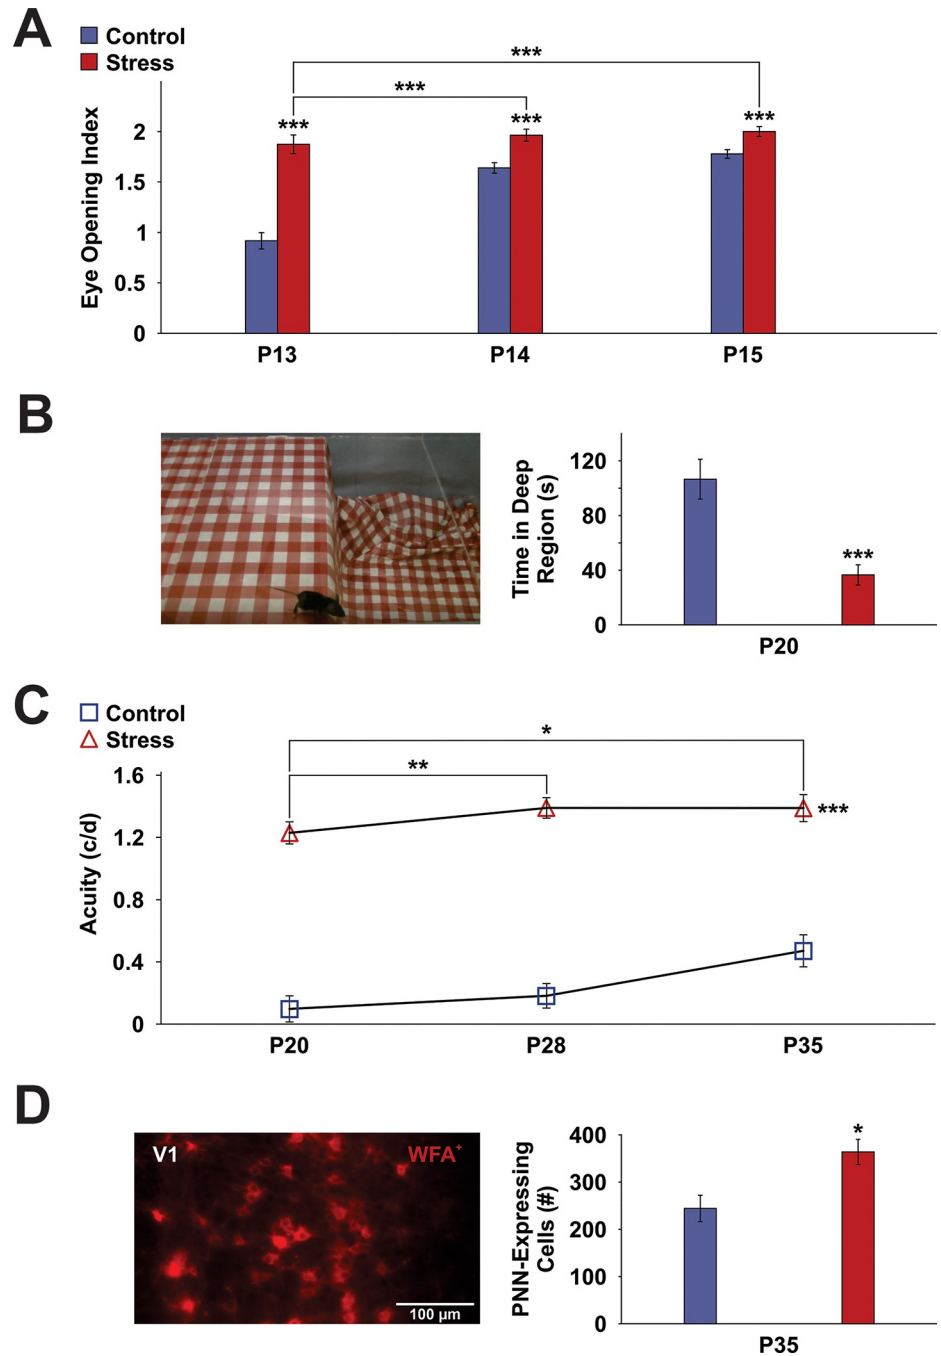 A
Control
Stress
***
***
***
***
***
Eye Opening Index
2
1.5
1
0.5
0
P13
P14
P15
B
Time in Deep
Region (s)
120
80
40
0
***
P20
C
Control
Stress
*
**
***
Acuity (c/d)
1.6
1.2
0.8
0.4
0
P20
P28
P35
D
V1
WFA+
100 µm
PNN-Expressing
Cells (#)
400
300
200
100
0
*
P35